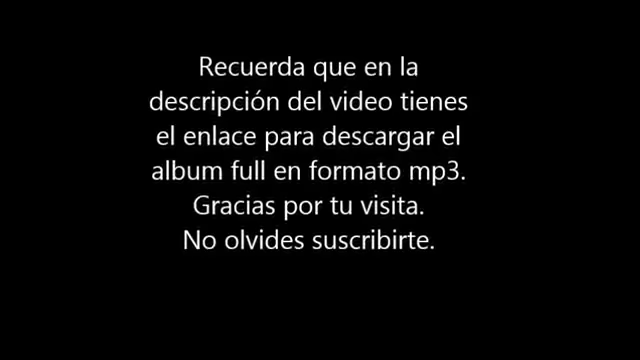 Recuerda que en la
descripción del video tienes
el enlace para descargar el
album full en formato mp3.
Gracias por tu visita.
No olvides suscribirte.